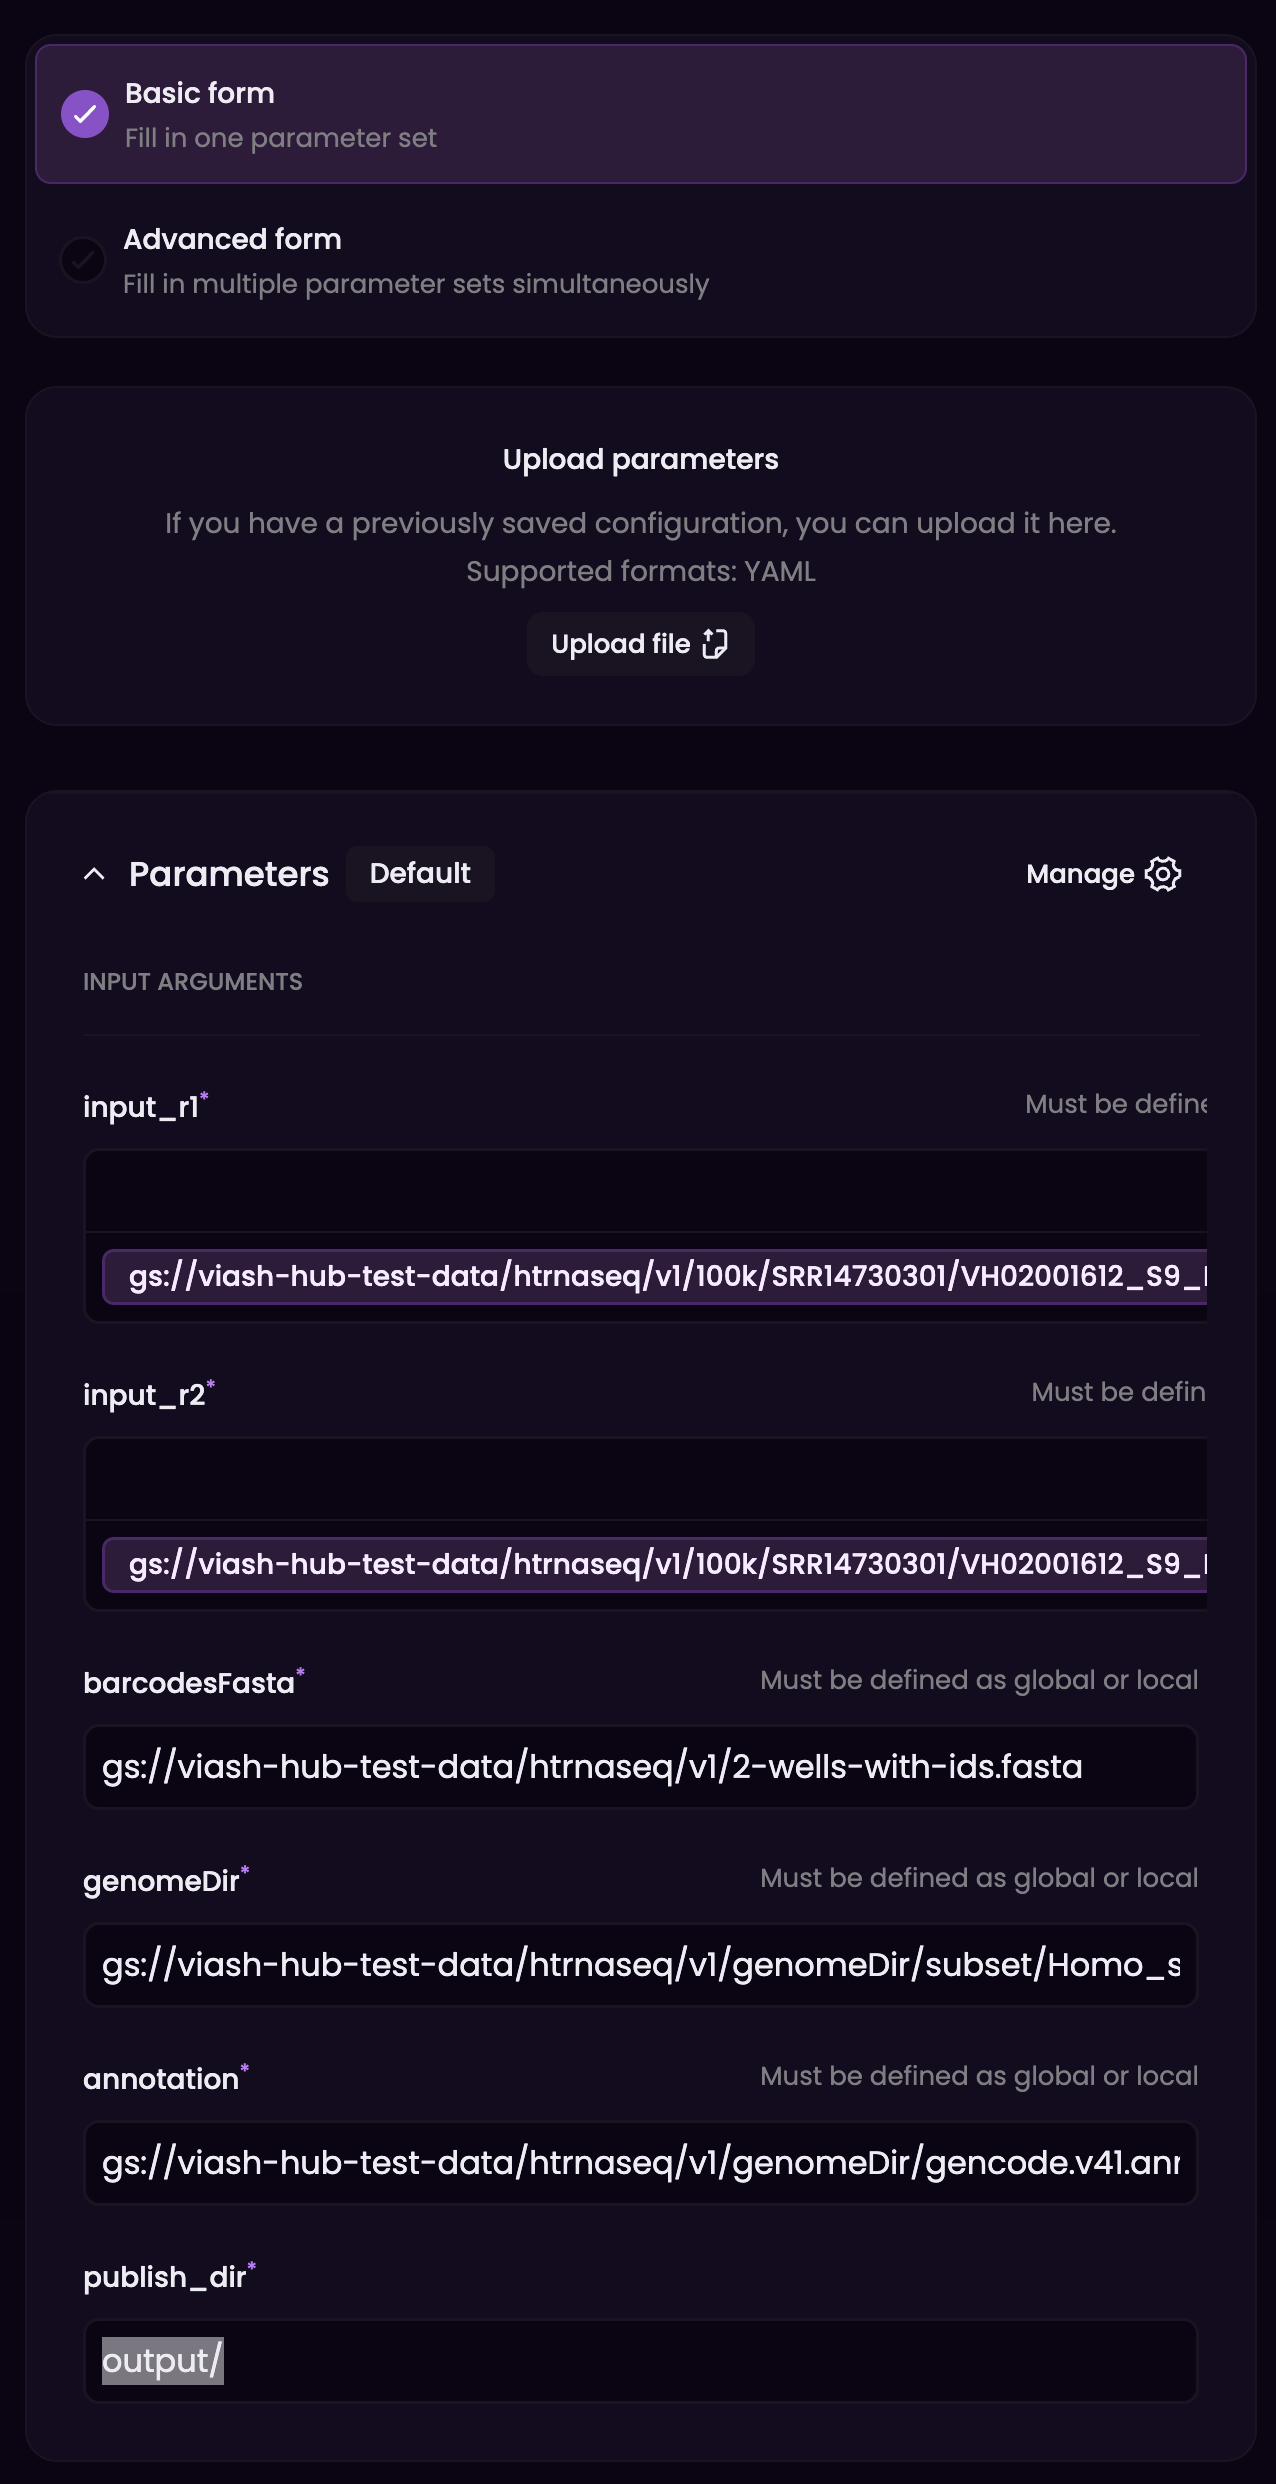 Basic form
Fill in one parameter set
Advanced form
Fill in multiple parameter sets simultaneously
Upload parameters
If you have a previously saved configuration, you can upload it here.
Supported formats: YAML
Upload file
Parameters Default Manage
INPUT ARGUMENTS
input_r1* Must be define
gs://viash-hub-test-data/htrnaseq/v1/100k/SRR14730301/VH02001612_S9_
input_r2* Must be defin
gs://viash-hub-test-data/htrnaseq/v1/100k/SRR14730301/VH02001612_S9_
barcodesFasta* Must be defined as global or local
gs://viash-hub-test-data/htrnaseq/v1/2-wells-with-ids.fasta
genomeDir* Must be defined as global or local
gs://viash-hub-test-data/htrnaseq/v1/genomeDir/subset/Homo_s
annotation* Must be defined as global or local
gs://viash-hub-test-data/htrnaseq/v1/genomeDir/gencode.v41.ann
publish_dir*
output/